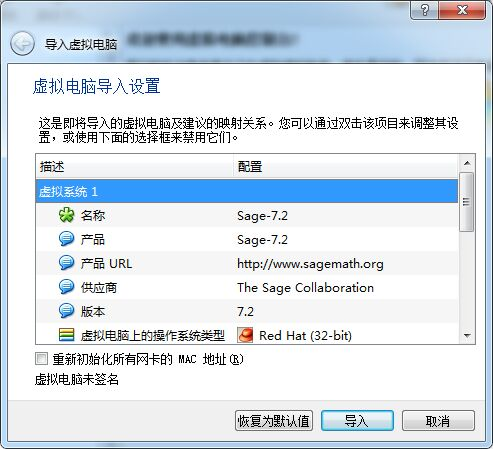 导入虚拟电脑
虚拟电脑导入设置
这是即将导入的虚拟电脑及建议的映射关系。您可以通过双击该项目来调整其设
置，或使用下面的选择框来禁用它们。
描述 配置
虚拟系统 1
名称 Sage-7.2
产品 Sage-7.2
产品 URL http://www.sagemath.org
供应商 The Sage Collaboration
版本 7.2
虚拟电脑上的操作系统类型 Red Hat (32-bit)
重新初始化所有网卡的 MAC 地址(R)
虚拟电脑未签名
恢复为默认值 导入 取消